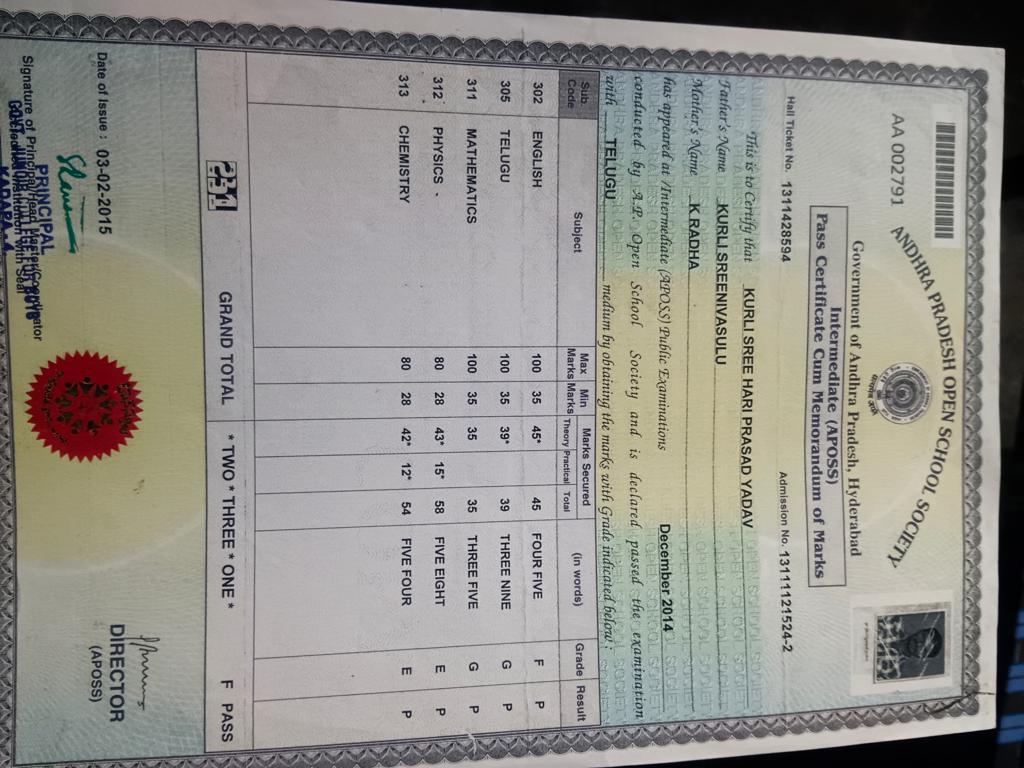 ANDHRA PRADESH OPEN SCHOOL SOCIETY
AA 002791
Government of Andhra Pradesh, Hyderabad
Intermediate (APOSS)
Pass Certificate Cum Memorandum of Marks
Hall Ticket No. 1311428594 Admission No. 13111121524-2
This is to Certify that KURLI SREE HARI PRASAD YADAV
Father's Name KURLI SREENIVASULU
Mother's Name K RADHA
has appeared at /Intermediate (APOSS) Public Examinations December 2014
conducted by A.P. Open School Society and is declared passed the examination
with TELUGU medium by obtaining the marks with Grade indicated below :
Sub. Code Subject Max Marks Min Marks Marks Secured Theory Practical Total (in words) Grade Result
302 ENGLISH 100 35 45* 45 FOUR FIVE F P
305 TELUGU 100 35 39* 39 THREE NINE G P
311 MATHEMATICS 100 35 35 35 THREE FIVE G P
312 PHYSICS 80 28 43* 15* 58 FIVE EIGHT E P
313 CHEMISTRY 80 28 42* 12* 54 FIVE FOUR E P
231 GRAND TOTAL * TWO * THREE * ONE * F PASS
Date of Issue : 03-02-2015
DIRECTOR
(APOSS)
PRINCIPAL
Signature of Principal/Head Master/Coordinator
GOVT. JUNIOR COLLEGE FOR BOYS
Accredited Institution with Seal
KADAPA-4.